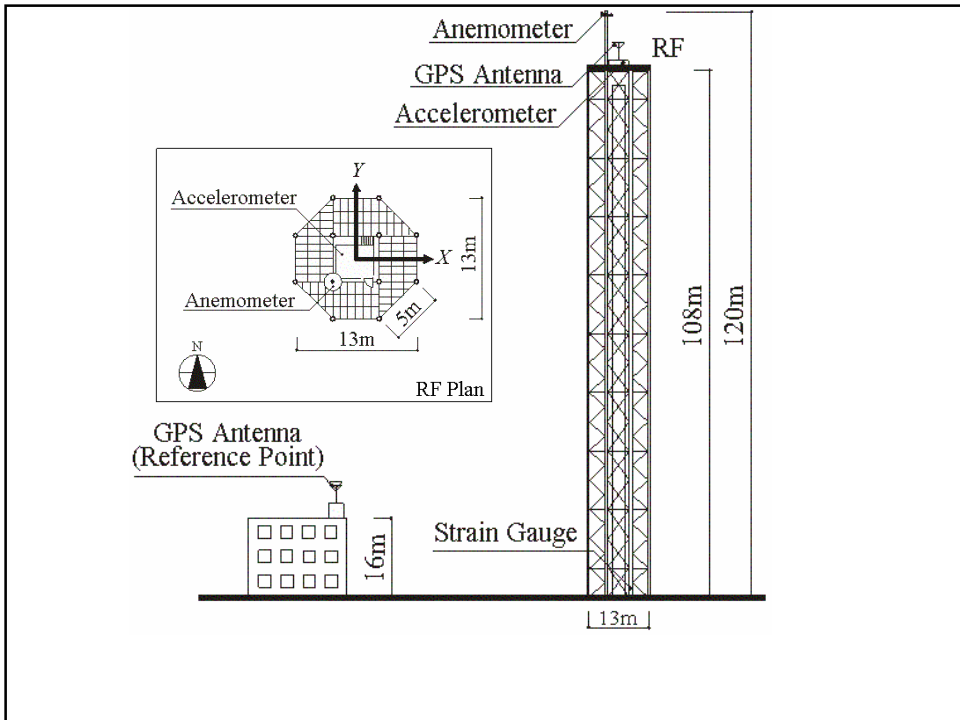 Anemometer
RF
GPS Antenna
Accelerometer
Y
Accelerometer
X
13m
Anemometer
5m
13m
N
RF Plan
108m
120m
GPS Antenna
(Reference Point)
Strain Gauge
16m
13m